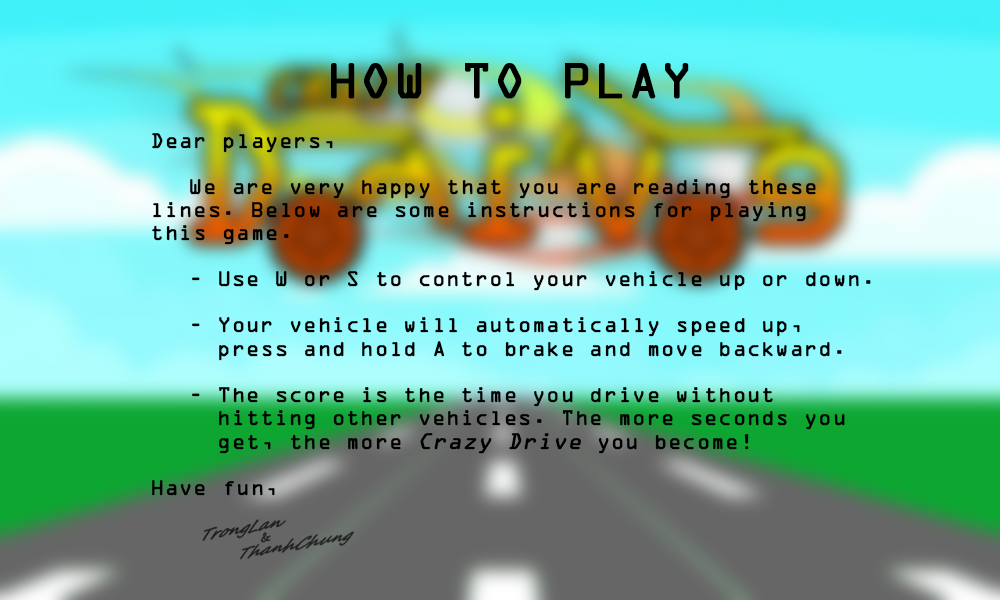 HOW TO PLAY
Dear players,
We are very happy that you are reading these
lines. Below are some instructions for playing
this game.
- Use W or S to control your vehicle up or down.
- Your vehicle will automatically speed up,
press and hold A to brake and move backward.
- The score is the time you drive without
hitting other vehicles. The more seconds you
get, the more Crazy Drive you become!
Have fun,
TrongLan
&
ThanhChung